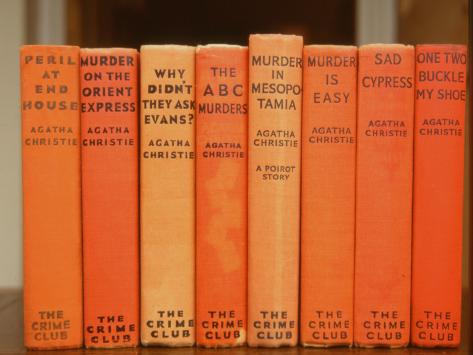 PERIL
AT
END
HOUSE
AGATHA
CHRISTIE
THE
CRIME
CLUB
MURDER
ON THE
ORIENT
EXPRESS
AGATHA
CHRISTIE
THE
CRIME
CLUB
WHY
DIDN'T
THEY ASK
EVANS?
AGATHA
CHRISTIE
THE
CRIME
CLUB
THE
ABC
MURDERS
AGATHA
CHRISTIE
THE
CRIME
CLUB
MURDER
IN
MESOPO-
TAMIA
AGATHA
CHRISTIE
A POIROT
STORY
THE
CRIME
CLUB
MURDER
IS
EASY
AGATHA
CHRISTIE
THE
CRIME
CLUB
SAD
CYPRESS
AGATHA
CHRISTIE
THE
CRIME
CLUB
ONE TWO
BUCKLE
MY SHOE
AGATHA
CHRISTIE
THE
CRIME
CLUB